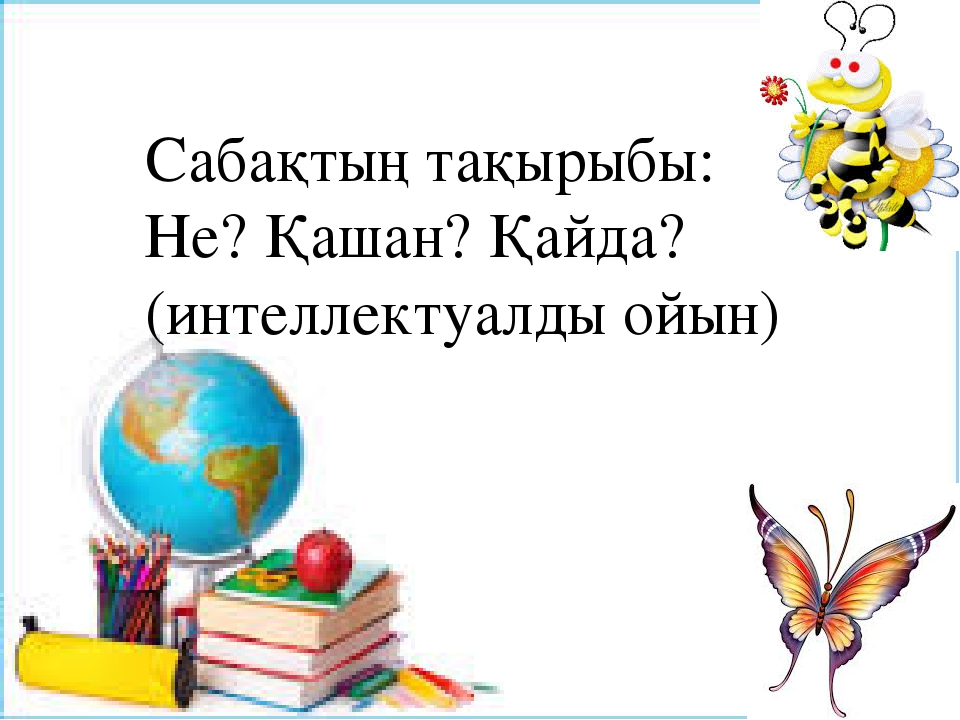 Сабақтың тақырыбы:
Не? Қашан? Қайда?
(интеллектуалды ойын)